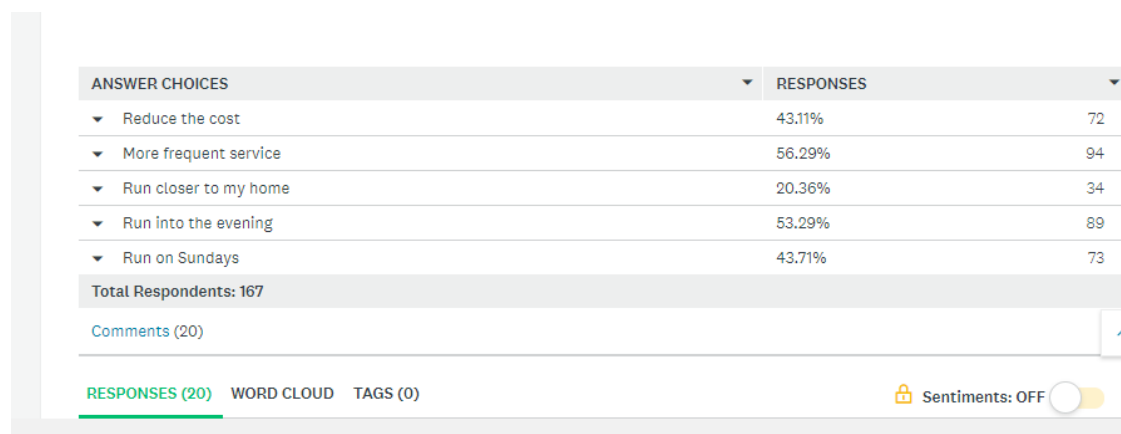 ANSWER CHOICES RESPONSES
Reduce the cost 43.11% 72
More frequent service 56.29% 94
Run closer to my home 20.36% 34
Run into the evening 53.29% 89
Run on Sundays 43.71% 73
Total Respondents: 167
Comments (20)
RESPONSES (20) WORD CLOUD TAGS (0) Sentiments: OFF